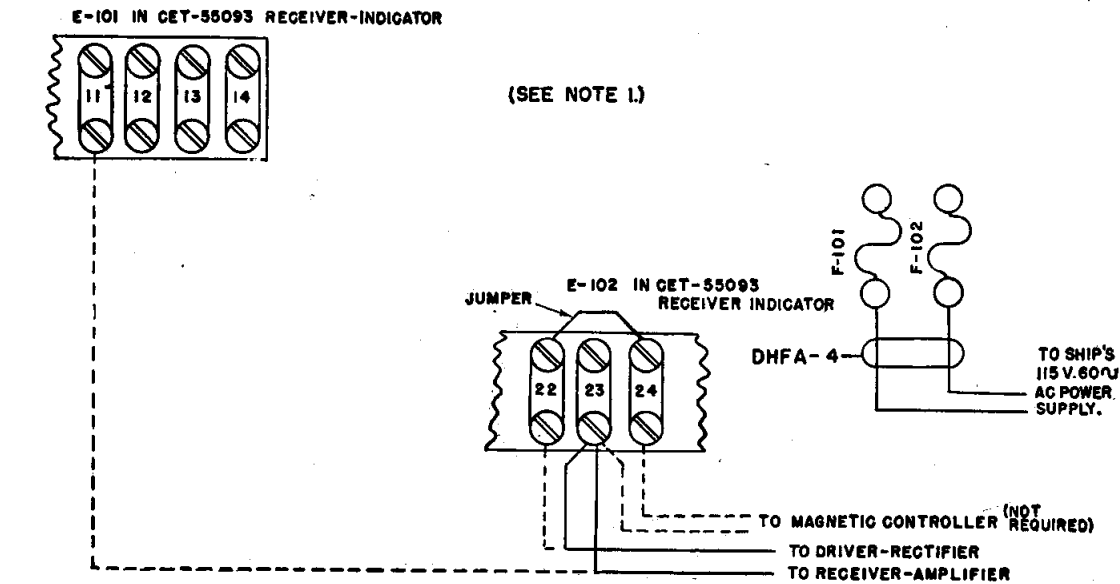 E-101 IN CET-55093 RECEIVER-INDICATOR
11 12 13 14
(SEE NOTE 1.)
F-101
F-102
E-102 IN CET-55093
RECEIVER INDICATOR
JUMPER
22 23 24
DHFA-4
TO SHIP'S
115 V. 60~
AC POWER
SUPPLY.
TO MAGNETIC CONTROLLER (NOT REQUIRED)
TO DRIVER-RECTIFIER
TO RECEIVER-AMPLIFIER